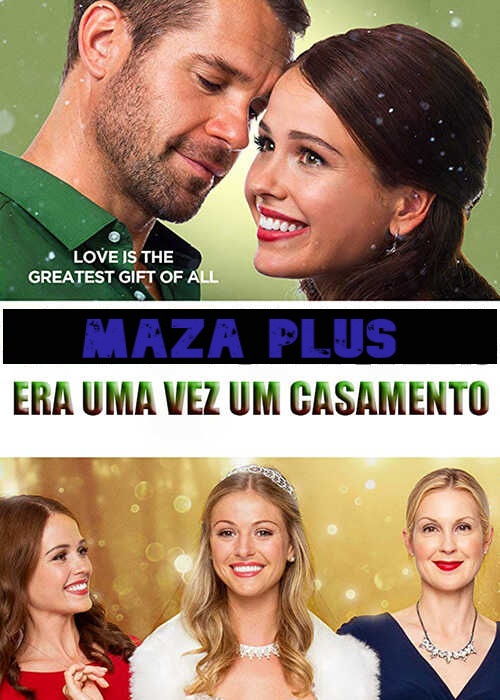 LOVE IS THE
GREATEST GIFT OF ALL
MAZA PLUS
ERA UMA VEZ UM CASAMENTO